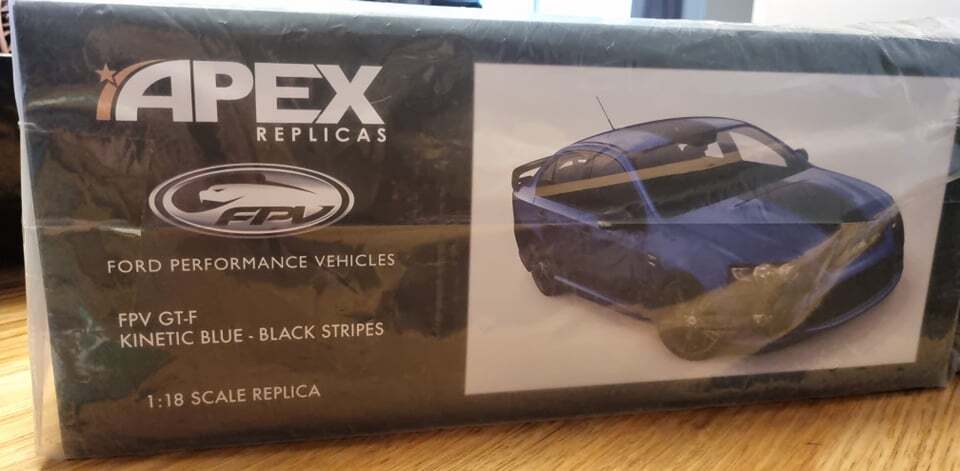 APEX
REPLICAS
FPV
FORD PERFORMANCE VEHICLES
FPV GT-F
KINETIC BLUE - BLACK STRIPES
1:18 SCALE REPLICA